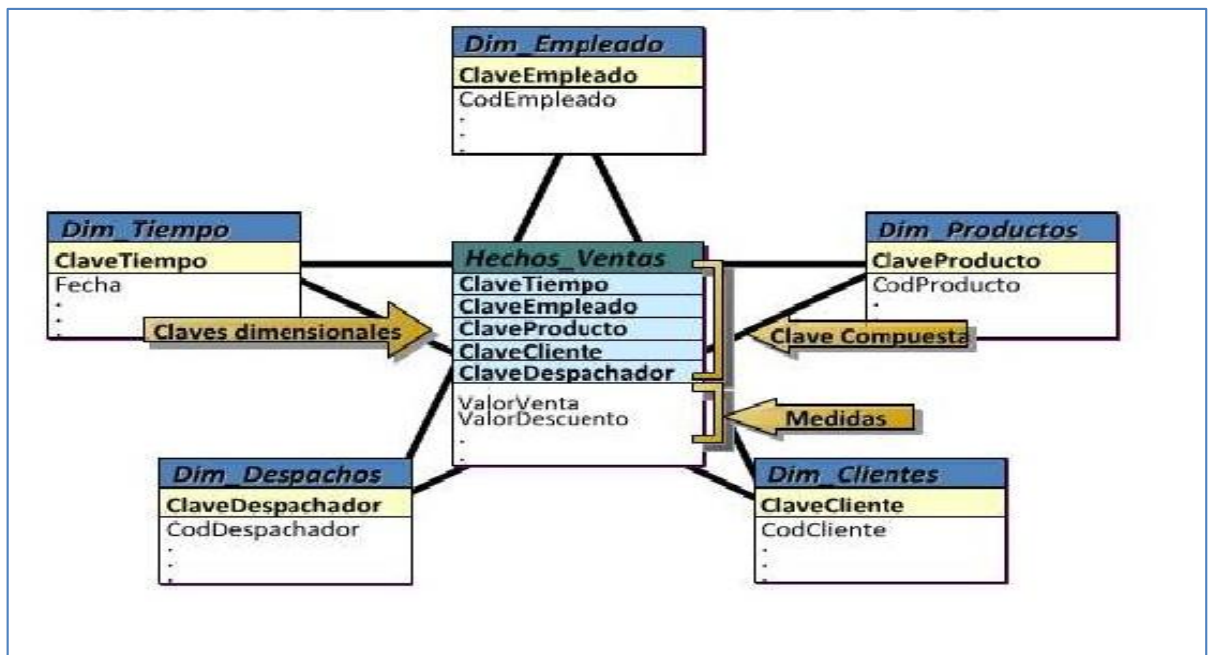 Dim_Empleado
ClaveEmpleado
CodEmpleado
.
.
.
Dim_Tiempo
ClaveTiempo
Fecha
.
.
.
Claves dimensionales
Hechos_Ventas
ClaveTiempo
ClaveEmpleado
ClaveProducto
ClaveCliente
ClaveDespachador
ValorVenta
ValorDescuento
.
.
Dim_Productos
ClaveProducto
CodProducto
.
.
Clave Compuesta
Medidas
Dim_Despachos
ClaveDespachador
CodDespachador
.
.
.
Dim_Clientes
ClaveCliente
CodCliente
.
.
.